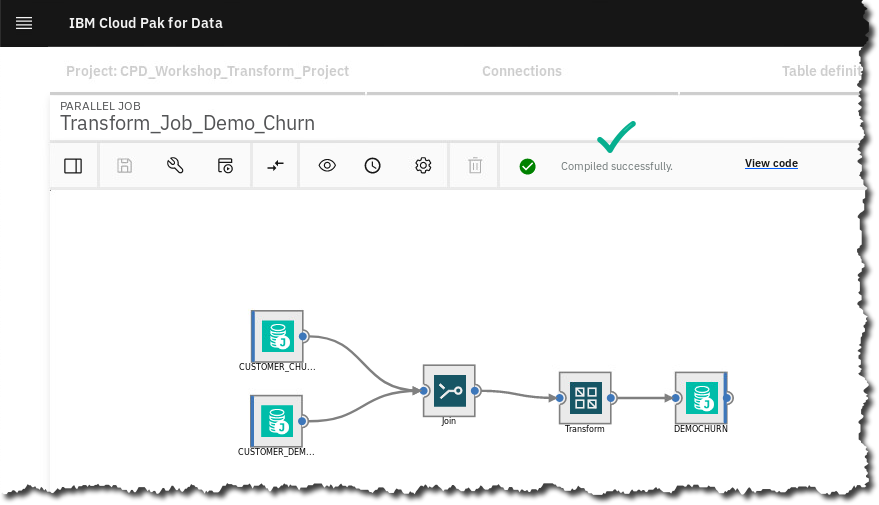 IBM Cloud Pak for Data
Project: CPD_Workshop_Transform_Project
Connections
Table definit
PARALLEL JOB
Transform_Job_Demo_Churn
Compiled successfully.
View code
CUSTOMER_CHU...
Join
CUSTOMER_DEM...
Transform
DEMOCHURN